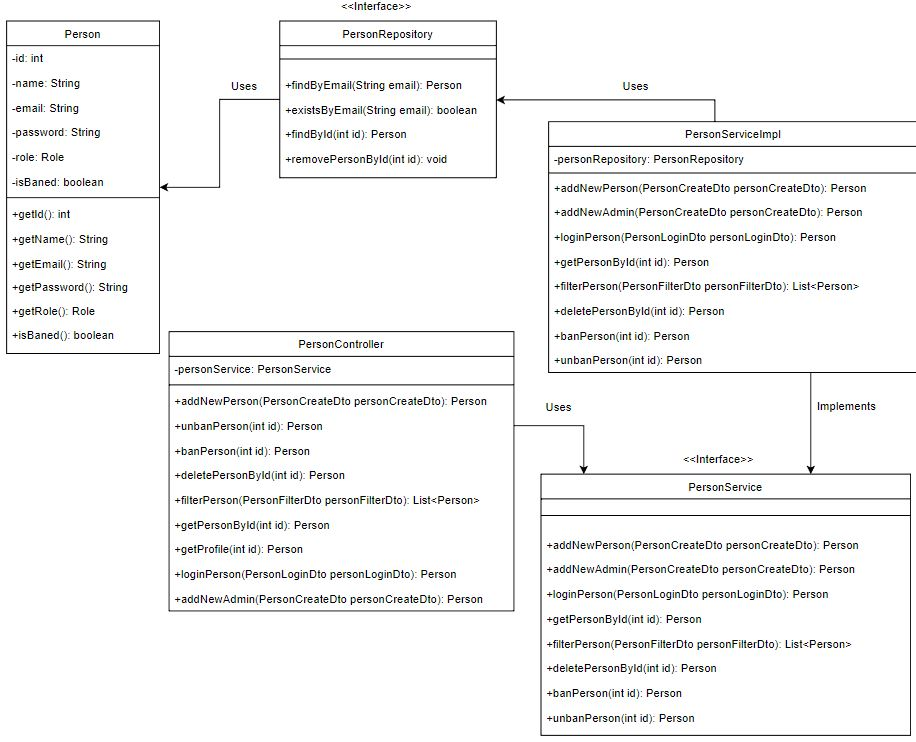 <<Interface>>
Person
-id: int
-name: String
-email: String
-password: String
-role: Role
-isBaned: boolean
+getId(): int
+getName(): String
+getEmail(): String
+getPassword(): String
+getRole(): Role
+isBaned(): boolean
Uses
PersonRepository
+findByEmail(String email): Person
+existsByEmail(String email): boolean
+findById(int id): Person
+removePersonById(int id): void
Uses
PersonServiceImpl
-personRepository: PersonRepository
+addNewPerson(PersonCreateDto personCreateDto): Person
+addNewAdmin(PersonCreateDto personCreateDto): Person
+loginPerson(PersonLoginDto personLoginDto): Person
+getPersonById(int id): Person
+filterPerson(PersonFilterDto personFilterDto): List<Person>
+deletePersonById(int id): Person
+banPerson(int id): Person
+unbanPerson(int id): Person
PersonController
-personService: PersonService
+addNewPerson(PersonCreateDto personCreateDto): Person
+unbanPerson(int id): Person
+banPerson(int id): Person
+deletePersonById(int id): Person
+filterPerson(PersonFilterDto personFilterDto): List<Person>
+getPersonById(int id): Person
+getProfile(int id): Person
+loginPerson(PersonLoginDto personLoginDto): Person
+addNewAdmin(PersonCreateDto personCreateDto): Person
Uses
Implements
<<Interface>>
PersonService
+addNewPerson(PersonCreateDto personCreateDto): Person
+addNewAdmin(PersonCreateDto personCreateDto): Person
+loginPerson(PersonLoginDto personLoginDto): Person
+getPersonById(int id): Person
+filterPerson(PersonFilterDto personFilterDto): List<Person>
+deletePersonById(int id): Person
+banPerson(int id): Person
+unbanPerson(int id): Person